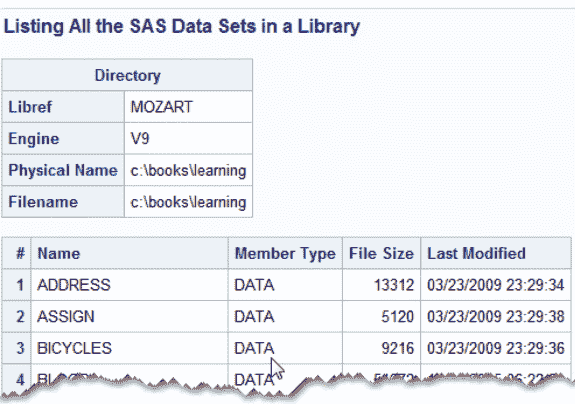 Listing All the SAS Data Sets in a Library
Directory
Libref MOZART
Engine V9
Physical Name c:\books\learning
Filename c:\books\learning
# Name Member Type File Size Last Modified
1 ADDRESS DATA 13312 03/23/2009 23:29:34
2 ASSIGN DATA 5120 03/23/2009 23:29:38
3 BICYCLES DATA 9216 03/23/2009 23:29:36
4 DATA